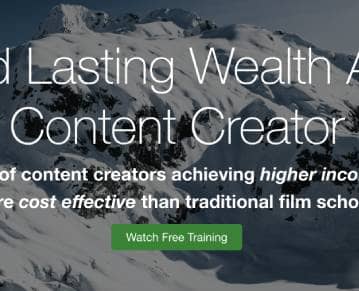 d Lasting Wealth A
Content Creator
of content creators achieving higher inco
re cost effective than traditional film scho
Watch Free Training